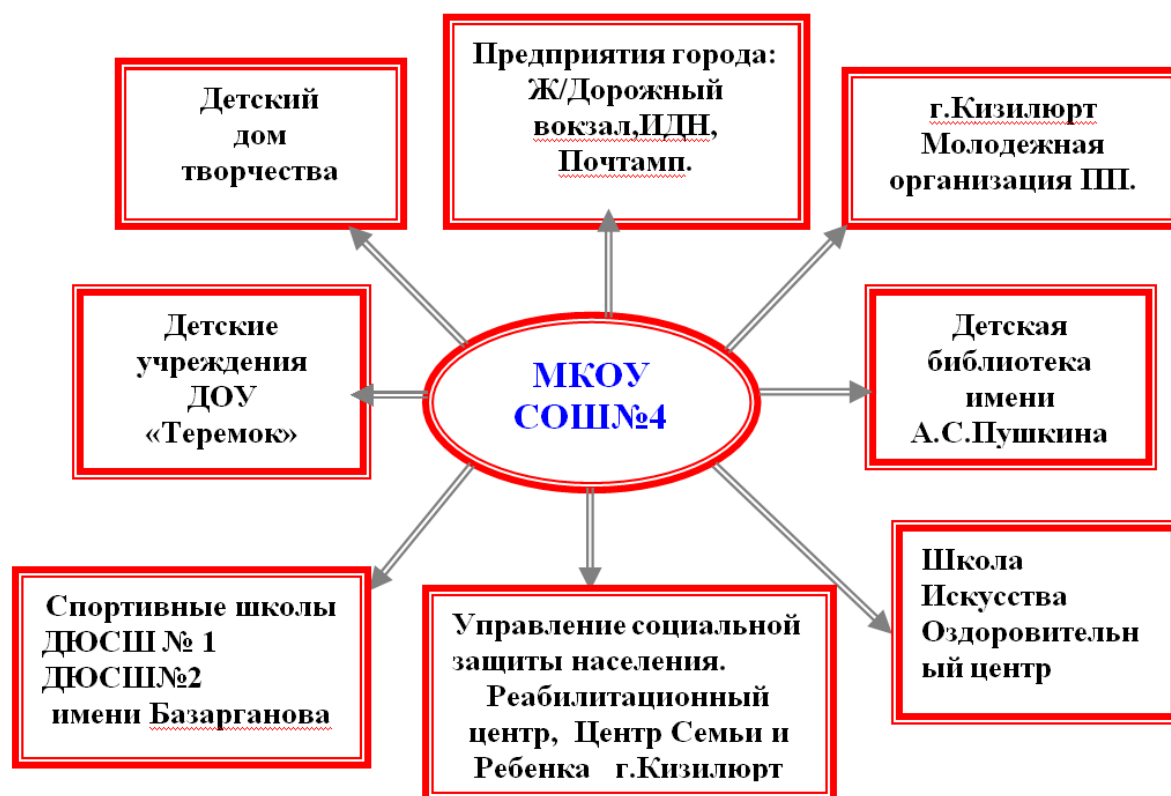 Детский
дом
творчества
Предприятия города:
Ж/Дорожный
вокзал,ИДН,
Почтамп.
г.Кизилюрт
Молодежная
организация ПП.
Детские
учреждения
ДОУ
«Теремок»
МКОУ
СОШ№4
Детская
библиотека
имени
А.С.Пушкина
Спортивные школы
ДЮСШ № 1
ДЮСШ№2
имени Базарганова
Управление социальной
защиты населения.
Реабилитационный
центр, Центр Семьи и
Ребенка г.Кизилюрт
Школа
Искусства
Оздоровительн
ый центр